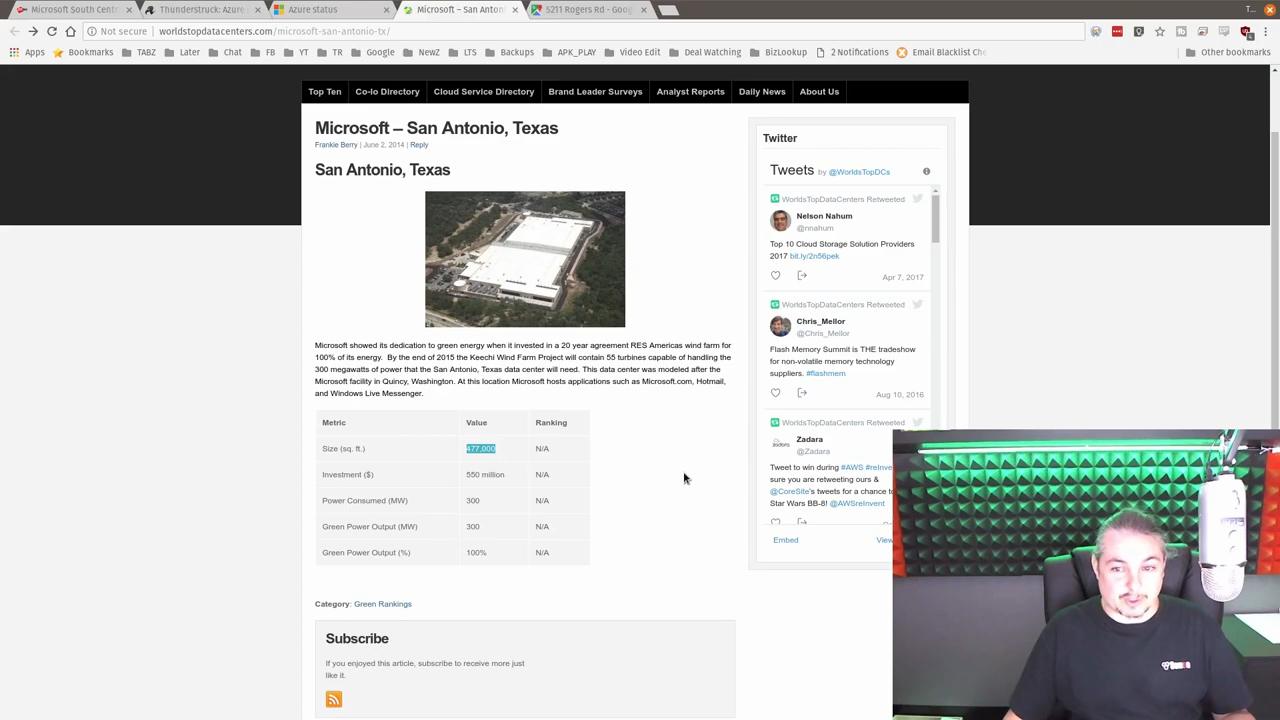 Microsoft South Centr
Thunderstruck: Azure
Azure status
Microsoft – San Anton
5211 Rogers Rd - Goog
T...
Not secure | worldstopdatacenters.com/microsoft-san-antonio-tx/
Apps
Bookmarks
TABZ
Later
Chat
FB
YT
TR
Google
NewZ
LTS
Backups
APK_PLAY
Video Edit
Deal Watching
BizLookup
2 Notifications
Email Blacklist Che
Other bookmarks
Top Ten
Co-lo Directory
Cloud Service Directory
Brand Leader Surveys
Analyst Reports
Daily News
About Us
Microsoft – San Antonio, Texas
Frankie Berry | June 2, 2014 | Reply
San Antonio, Texas
Microsoft showed its dedication to green energy when it invested in a 20 year agreement RES Americas wind farm for
100% of its energy. By the end of 2015 the Keechi Wind Farm Project will contain 55 turbines capable of handling the
300 megawatts of power that the San Antonio, Texas data center will need. This data center was modeled after the
Microsoft facility in Quincy, Washington. At this location Microsoft hosts applications such as Microsoft.com, Hotmail,
and Windows Live Messenger.
Metric Value Ranking
Size (sq. ft.) 477,000 N/A
Investment ($) 550 million N/A
Power Consumed (MW) 300 N/A
Green Power Output (MW) 300 N/A
Green Power Output (%) 100% N/A
Category: Green Rankings
Subscribe
If you enjoyed this article, subscribe to receive more just
like it.
Twitter
Tweets by @WorldsTopDCs
WorldsTopDataCenters Retweeted
Nelson Nahum
@nnahum
Top 10 Cloud Storage Solution Providers
2017 bit.ly/2n56pek
Apr 7, 2017
WorldsTopDataCenters Retweeted
Chris_Mellor
@Chris_Mellor
Flash Memory Summit is THE tradeshow
for non-volatile memory technology
suppliers. #flashmem
Aug 10, 2016
WorldsTopDataCenters Retweeted
Zadara
@Zadara
Tweet to win during #AWS #reInve
sure you are retweeting ours &
@CoreSite's tweets for a chance to
Star Wars BB-8! @AWSreInvent
Embed
View